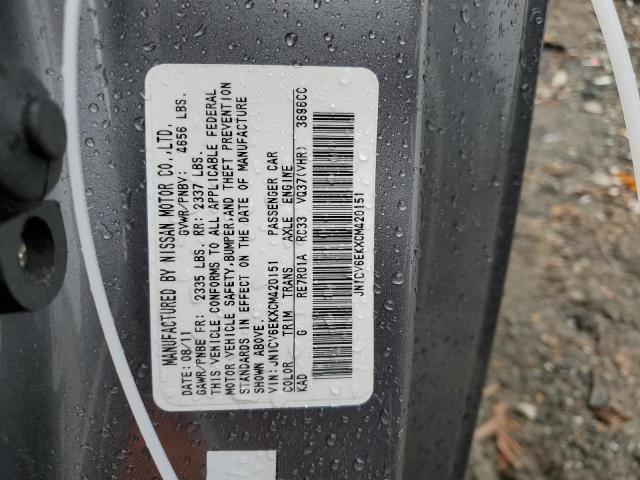 MANUFACTURED BY NISSAN MOTOR CO.,LTD.
DATE: 08/11 GVWR/PNBV: 4656 LBS.
GAWR/PNBE FR: 2335 LBS. RR: 2337 LBS.
THIS VEHICLE CONFORMS TO ALL APPLICABLE FEDERAL
MOTOR VEHICLE SAFETY,BUMPER,AND THEFT PREVENTION
STANDARDS IN EFFECT ON THE DATE OF MANUFACTURE
SHOWN ABOVE.
VIN: JN1CV6EKXCM420151 PASSENGER CAR
COLOR TRIM TRANS AXLE ENGINE
KAD G RE7R01A RC33 VQ37(VHR) 3696CC
JN1CV6EKXCM420151